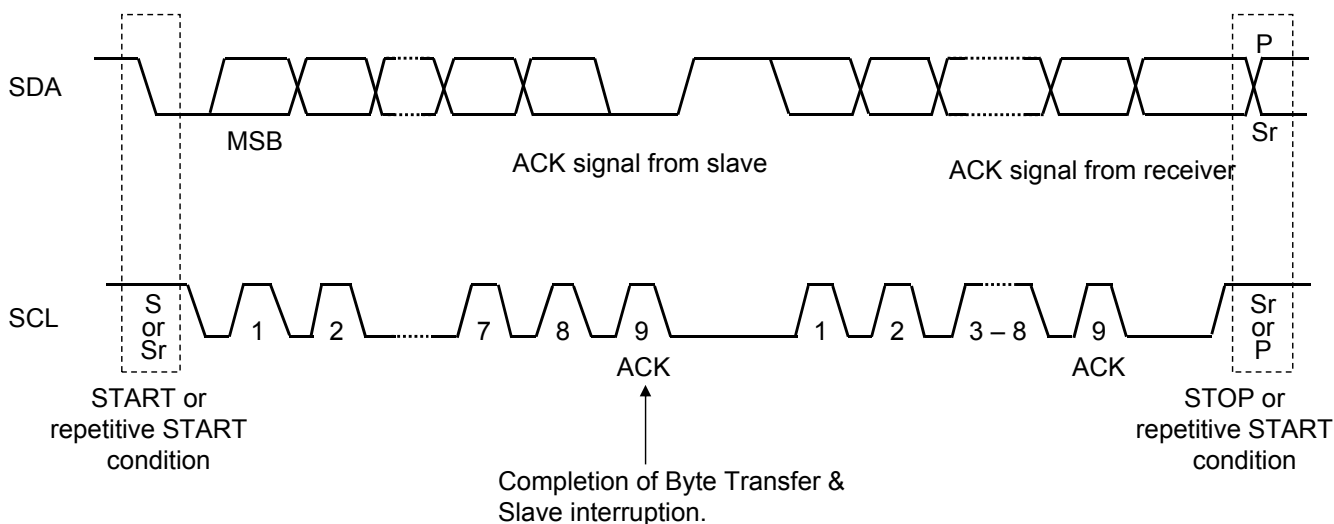 P
SDA
MSB
Sr
ACK signal from slave
ACK signal from receiver
SCL
S
or
Sr
1
2
7
8
9
1
2
3 – 8
9
Sr
or
P
ACK
ACK
START or
repetitive START
condition
STOP or
repetitive START
condition
Completion of Byte Transfer &
Slave interruption.